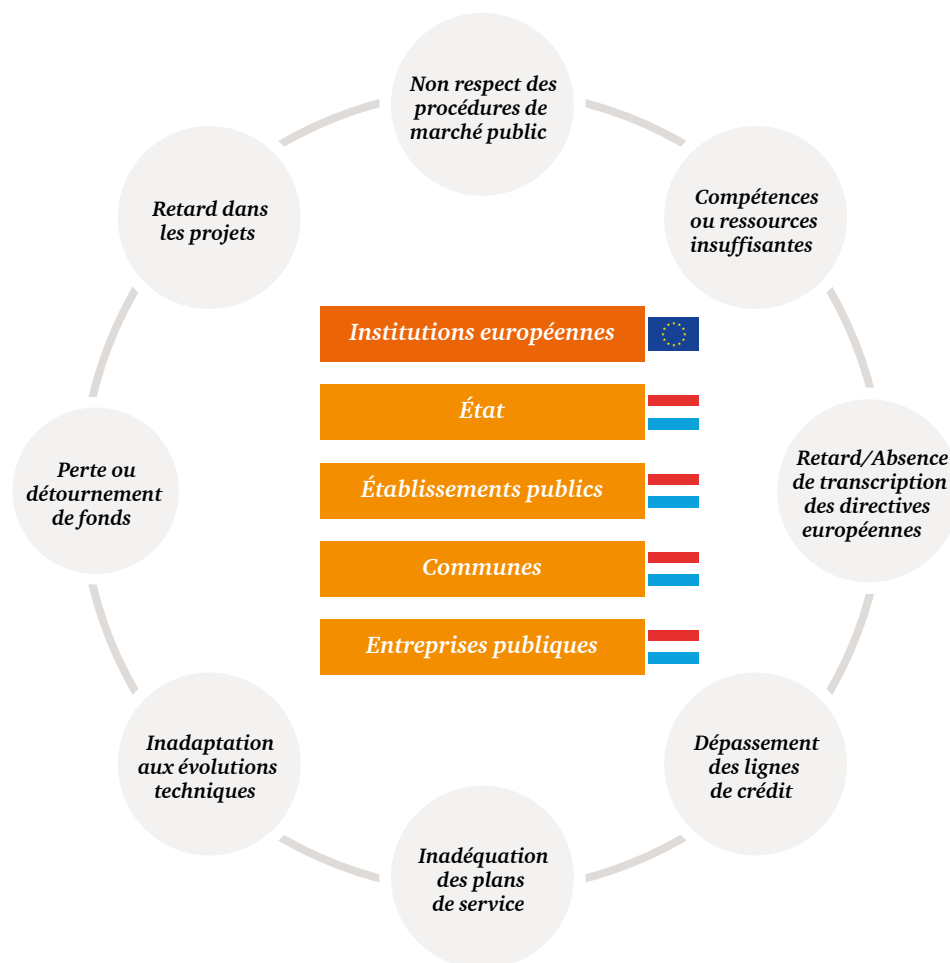 Non respect des
procédures de
marché public
Compétences
ou ressources
insuffisantes
Retard/Absence
de transcription
des directives
européennes
Dépassement
des lignes
de crédit
Inadéquation
des plans
de service
Inadaptation
aux évolutions
techniques
Perte ou
détournement
de fonds
Retard dans
les projets
Institutions européennes
État
Établissements publics
Communes
Entreprises publiques